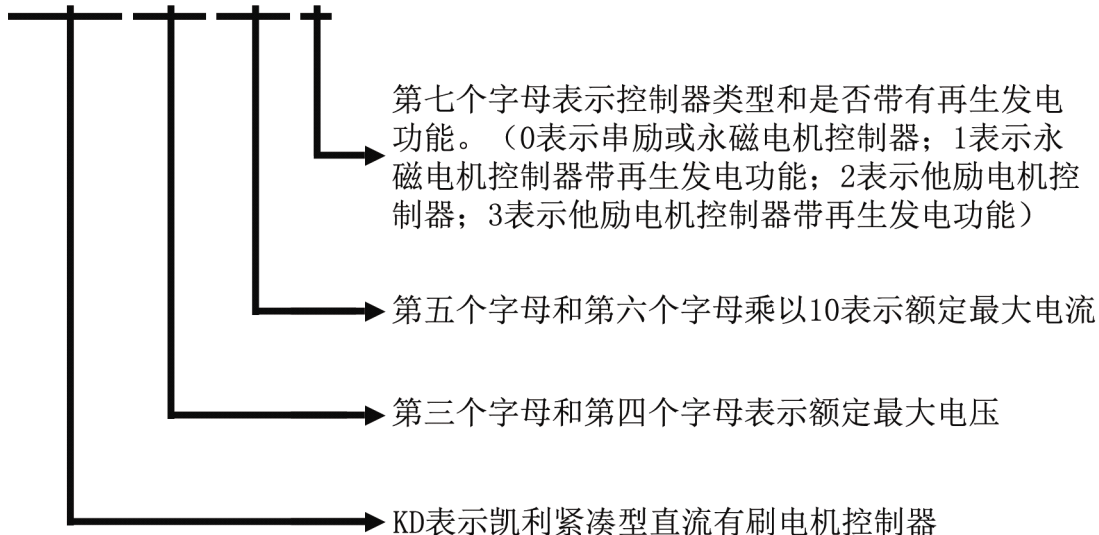 第七个字母表示控制器类型和是否带有再生发电
功能。（0表示串励或永磁电机控制器；1表示永
磁电机控制器带再生发电功能；2表示他励电机控
制器；3表示他励电机控制器带再生发电功能）
第五个字母和第六个字母乘以10表示额定最大电流
第三个字母和第四个字母表示额定最大电压
KD表示凯利紧凑型直流有刷电机控制器